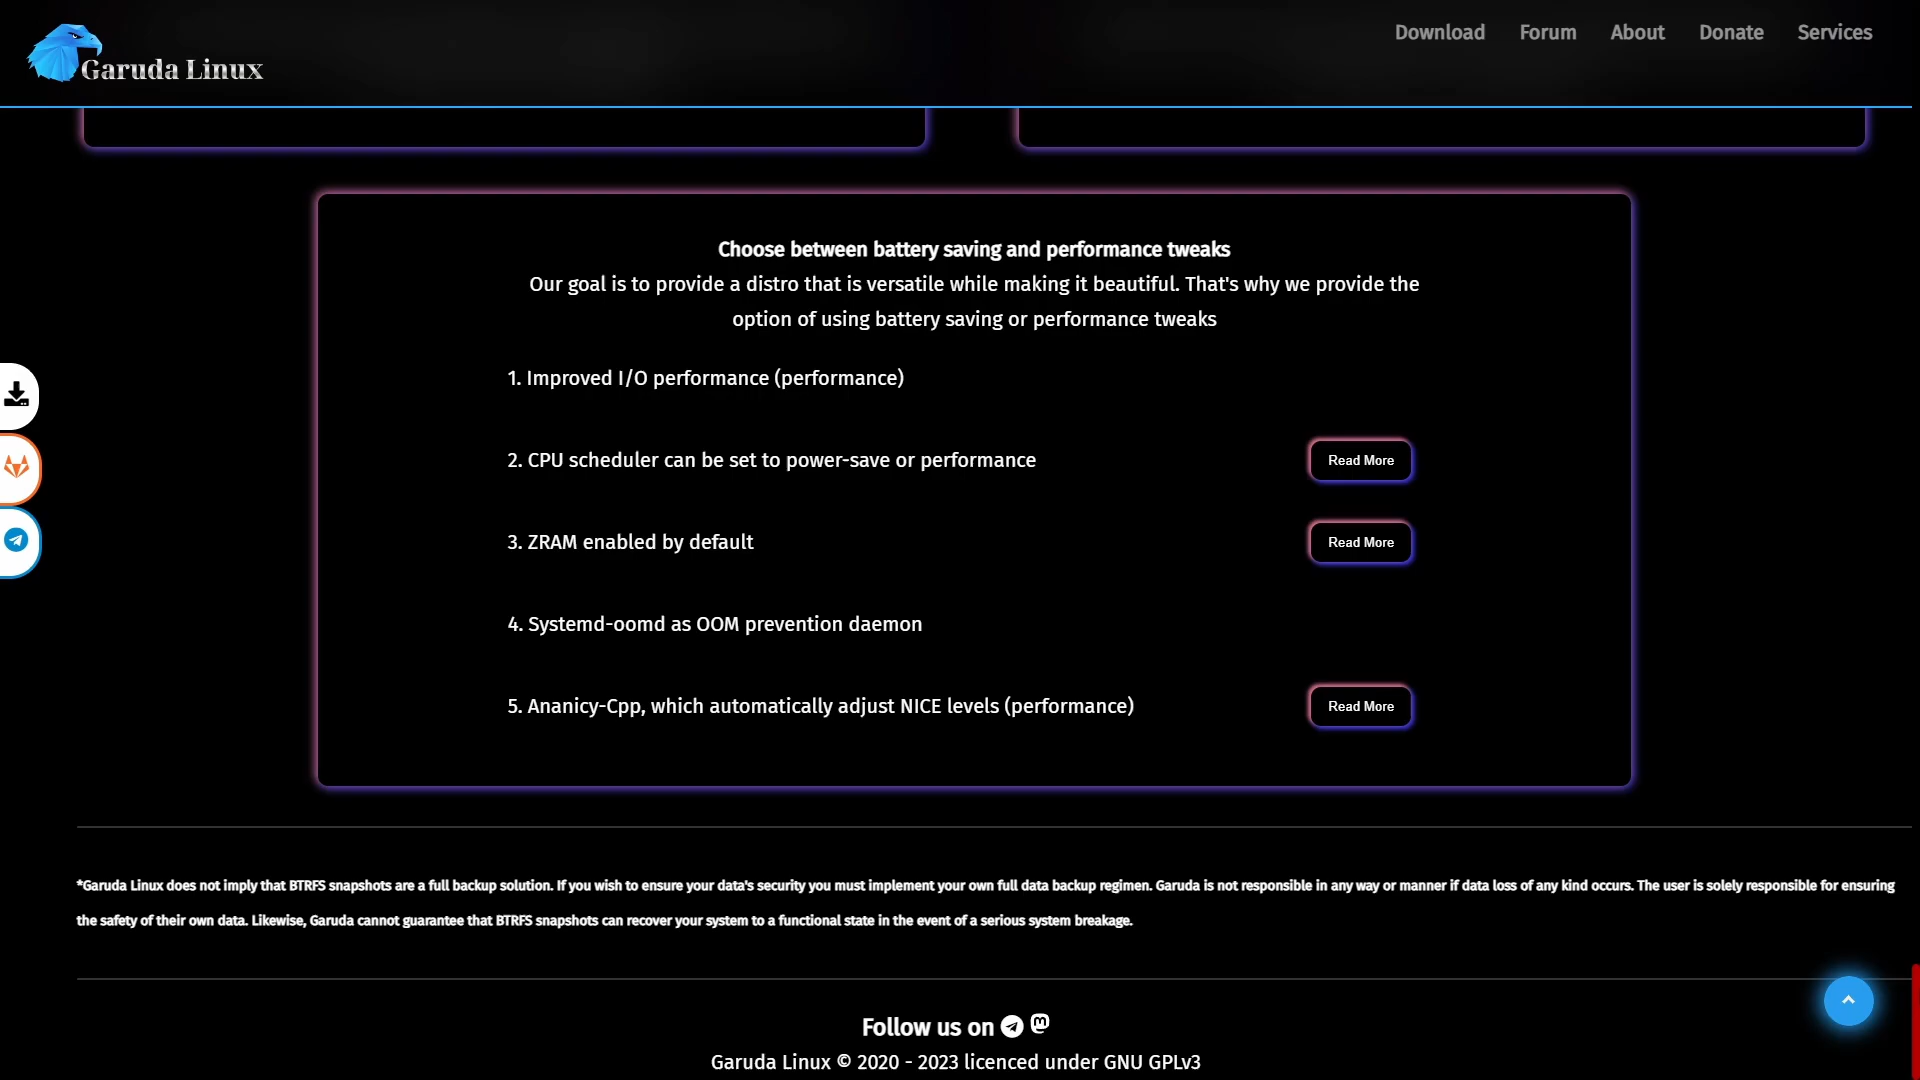 Garuda Linux
Download
Forum
About
Donate
Services
Choose between battery saving and performance tweaks
Our goal is to provide a distro that is versatile while making it beautiful. That's why we provide the
option of using battery saving or performance tweaks
1. Improved I/O performance (performance)
2. CPU scheduler can be set to power-save or performance
Read More
3. ZRAM enabled by default
Read More
4. Systemd-oomd as OOM prevention daemon
5. Ananicy-Cpp, which automatically adjust NICE levels (performance)
Read More
*Garuda Linux does not imply that BTRFS snapshots are a full backup solution. If you wish to ensure your data's security you must implement your own full data backup regimen. Garuda is not responsible in any way or manner if data loss of any kind occurs. The user is solely responsible for ensuring
the safety of their own data. Likewise, Garuda cannot guarantee that BTRFS snapshots can recover your system to a functional state in the event of a serious system breakage.
Follow us on
Garuda Linux © 2020 - 2023 licenced under GNU GPLv3